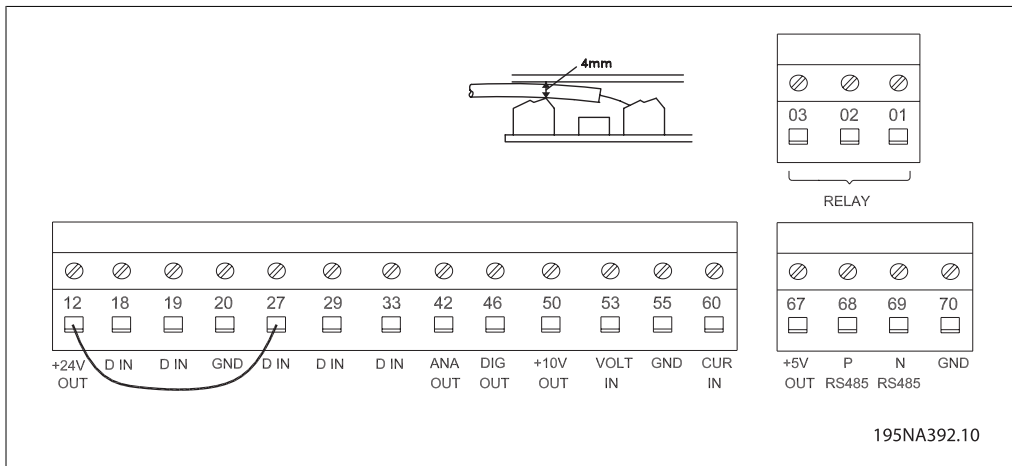 4mm
03 02 01
RELAY
12 18 19 20 27 29 33 42 46 50 53 55 60
+24V OUT D IN D IN GND D IN D IN D IN ANA OUT DIG OUT +10V OUT VOLT IN GND CUR IN
67 68 69 70
+5V OUT P RS485 N RS485 GND
195NA392.10